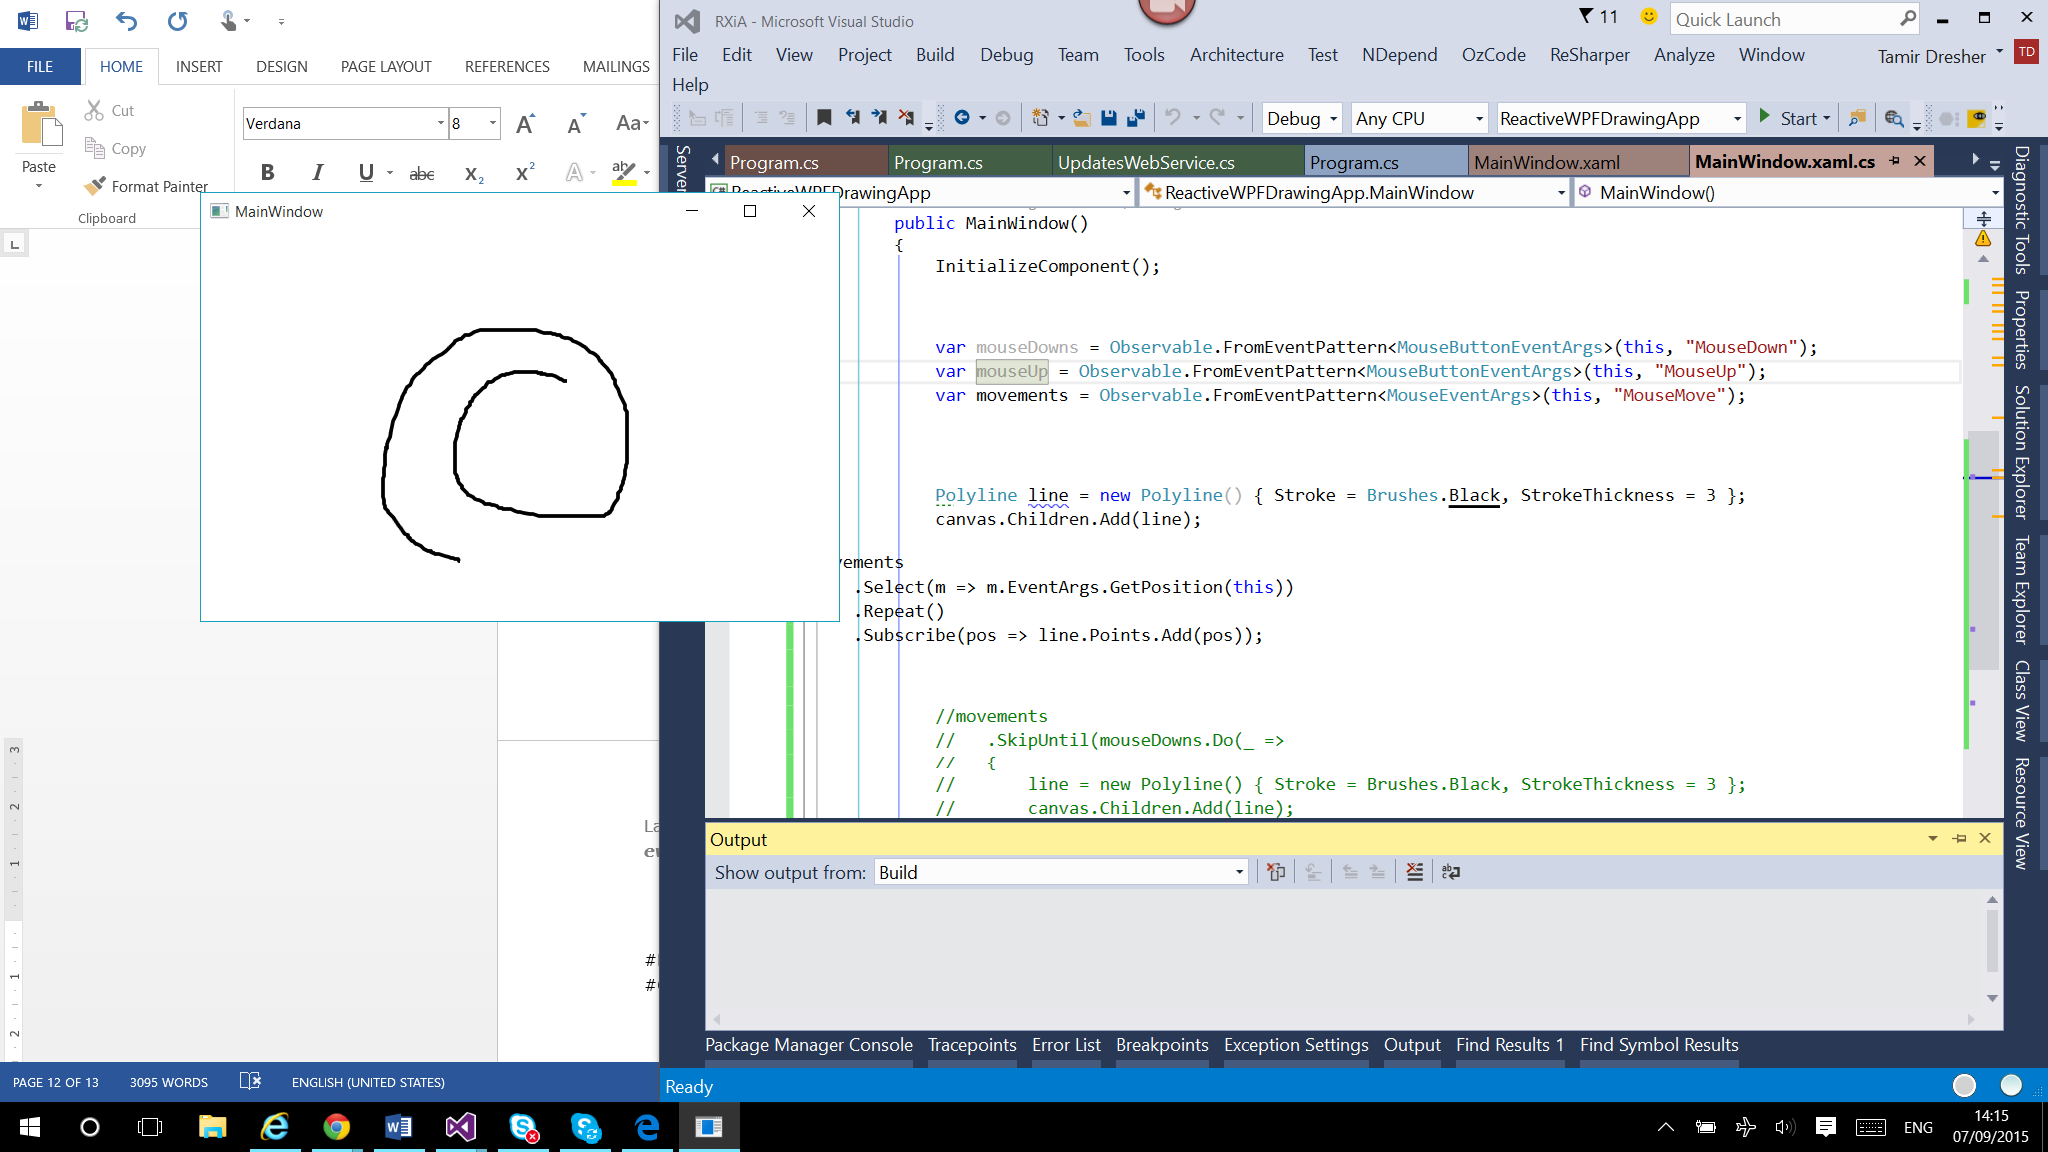 FILE HOME INSERT DESIGN PAGE LAYOUT REFERENCES MAILINGS
Paste
Cut
Copy
Format Painter
Clipboard
Verdana 8
Aa
B I U abc X₂ X²
MainWindow
RXiA - Microsoft Visual Studio
11
Quick Launch
File Edit View Project Build Debug Team Tools Architecture Test NDepend OzCode ReSharper Analyze Window
Tamir Dresher TD
Help
Debug Any CPU ReactiveWPFDrawingApp Start
Program.cs Program.cs UpdatesWebService.cs Program.cs MainWindow.xaml MainWindow.xaml.cs
ReactiveWPFDrawingApp ReactiveWPFDrawingApp.MainWindow MainWindow()
public MainWindow()
{
InitializeComponent();
var mouseDowns = Observable.FromEventPattern<MouseButtonEventArgs>(this, "MouseDown");
var mouseUp = Observable.FromEventPattern<MouseButtonEventArgs>(this, "MouseUp");
var movements = Observable.FromEventPattern<MouseEventArgs>(this, "MouseMove");
Polyline line = new Polyline() { Stroke = Brushes.Black, StrokeThickness = 3 };
canvas.Children.Add(line);
vements
.Select(m => m.EventArgs.GetPosition(this))
.Repeat()
.Subscribe(pos => line.Points.Add(pos));
//movements
// .SkipUntil(mouseDowns.Do(_ =>
// {
// line = new Polyline() { Stroke = Brushes.Black, StrokeThickness = 3 };
// canvas.Children.Add(line);
Output
Show output from: Build
Package Manager Console Tracepoints Error List Breakpoints Exception Settings Output Find Results 1 Find Symbol Results
Ready
Diagnostic Tools
Properties
Solution Explorer
Team Explorer
Class View
Resource View
PAGE 12 OF 13 3095 WORDS ENGLISH (UNITED STATES)
ENG
14:15
07/09/2015